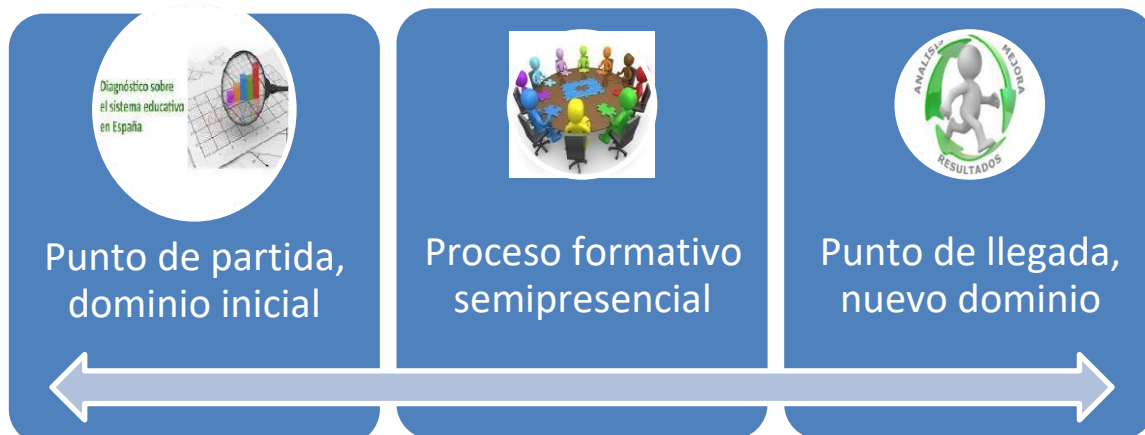 Diagnóstico sobre
el sistema educativo
en España
Punto de partida,
dominio inicial
Proceso formativo
semipresencial
ANALISIS
MEJORA
RESULTADOS
Punto de llegada,
nuevo dominio